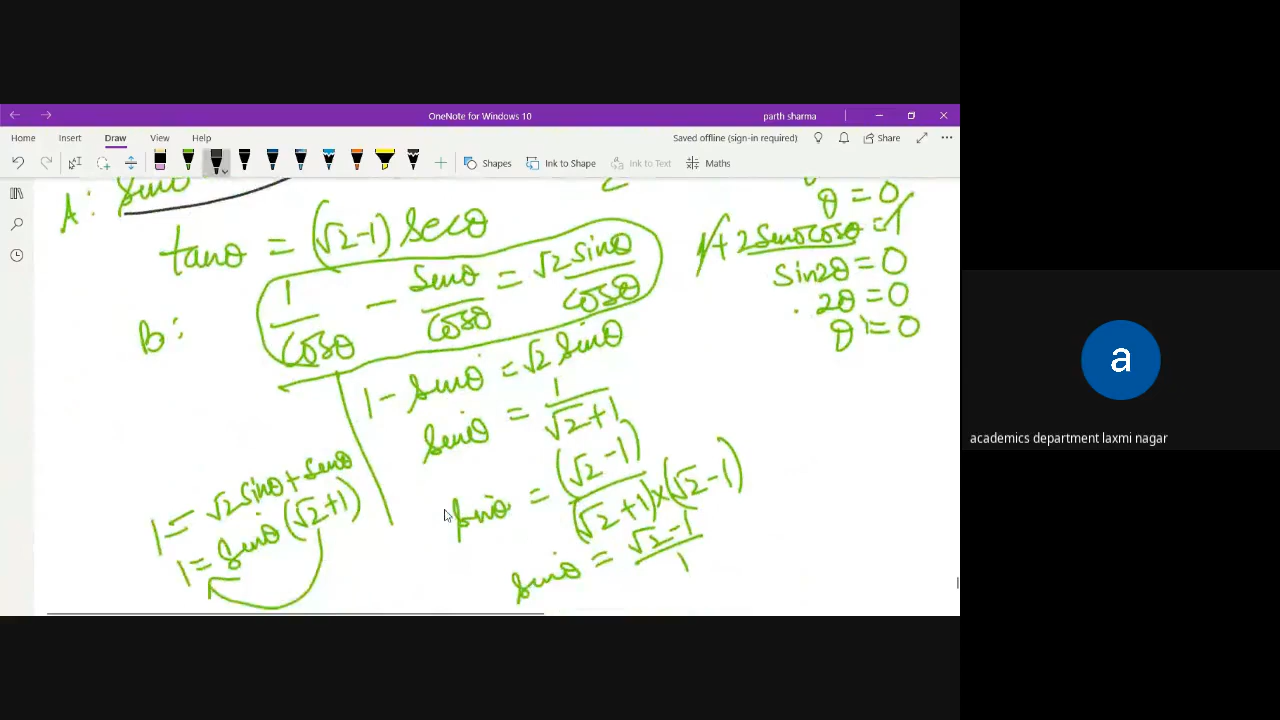 OneNote for Windows 10
parth sharma
Home Insert Draw View Help
Saved offline (sign-in required)
Share
Shapes
Ink to Shape
Ink to Text
Maths
A: sinθ
tanθ = (√2-1) secθ
B: 1/cosθ - sinθ/cosθ = √2 sinθ/cosθ
1 - sinθ = √2 sinθ
sinθ = 1/√2+1
sinθ = (√2-1)/(√2+1)×(√2-1)
sinθ = √2-1/1
1 = √2sinθ + sinθ
1 = sinθ (√2+1)
θ = 0
1 + 2sinθcosθ = 1
sin2θ = 0
2θ = 0
θ = 0
a
academics department laxmi nagar